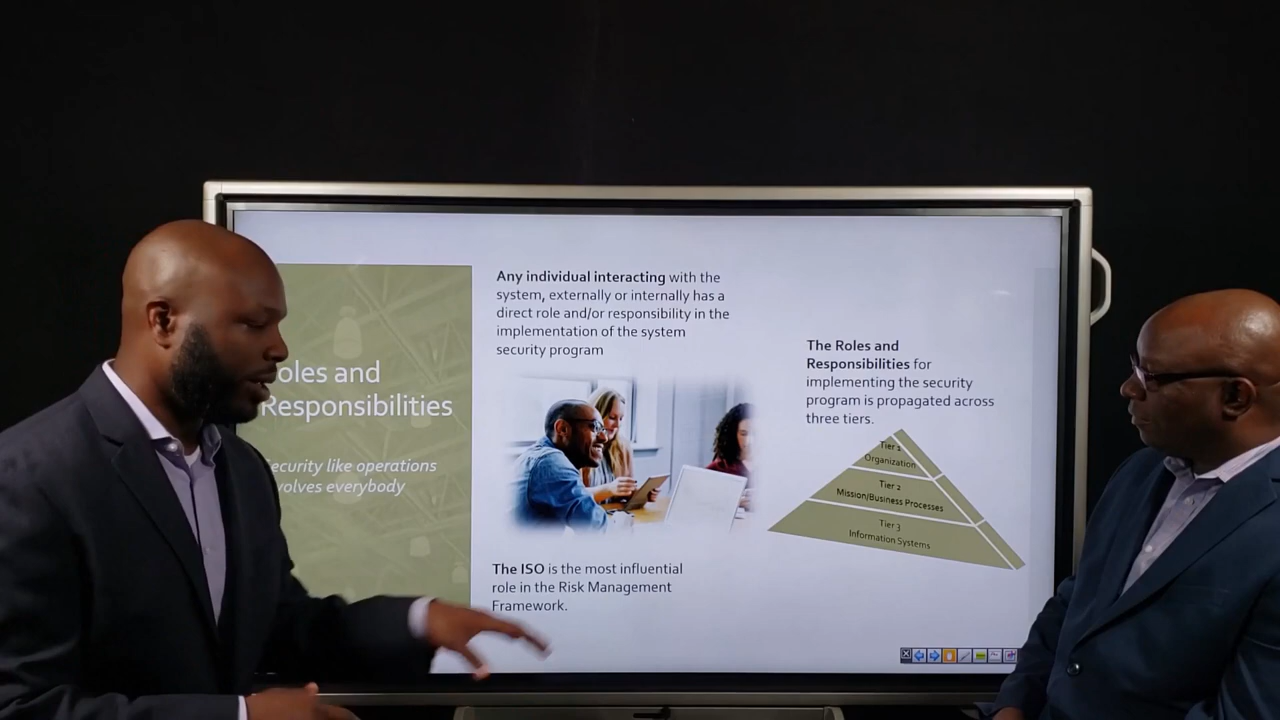 oles and
Responsibilities
ecurity like operations
volves everybody
Any individual interacting with the
system, externally or internally has a
direct role and/or responsibility in the
implementation of the system
security program
The ISO is the most influential
role in the Risk Management
Framework.
The Roles and
Responsibilities for
implementing the security
program is propagated across
three tiers.
Tier 1
Organization
Tier 2
Mission/Business Processes
Tier 3
Information Systems